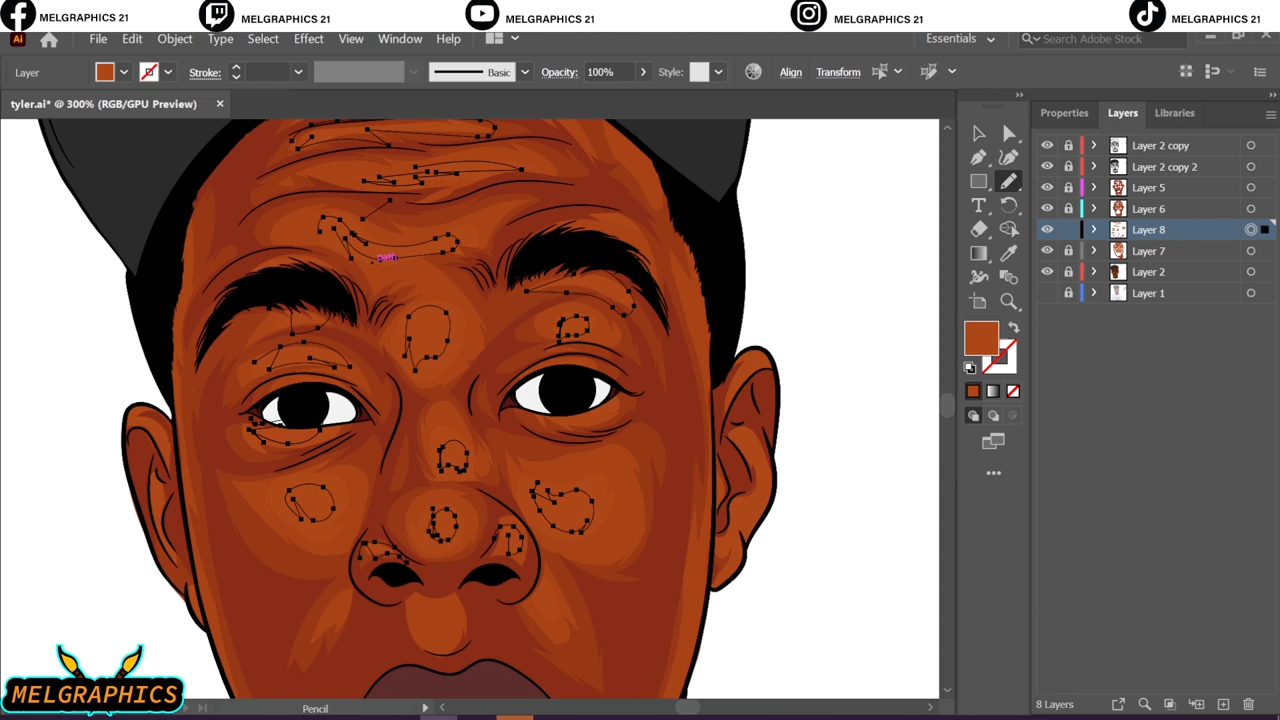 MELGRAPHICS 21 MELGRAPHICS 21 MELGRAPHICS 21 MELGRAPHICS 21 MELGRAPHICS 21
Ai File Edit Object Type Select Effect View Window Help Essentials Search Adobe Stock
Layer Stroke: Basic Opacity: 100% Style: Align Transform
tyler.ai* @ 300% (RGB/GPU Preview)
Properties Layers Libraries
Layer 2 copy
Layer 2 copy 2
Layer 5
Layer 6
Layer 8
Layer 7
Layer 2
Layer 1
path
MELGRAPHICS
Pencil
8 Layers